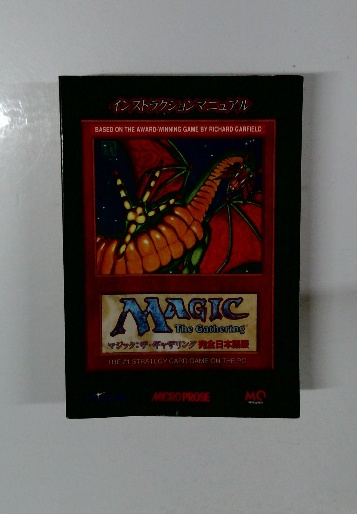 インストラクションマニュアル
BASED ON THE AWARD-WINNING GAME BY RICHARD GARFIELD
MAGIC
The Gathering
マジック:ザ・ギャザリング 完全日本語版
THE #1 STRATEGY CARD GAME ON THE PC
MICROPROSE